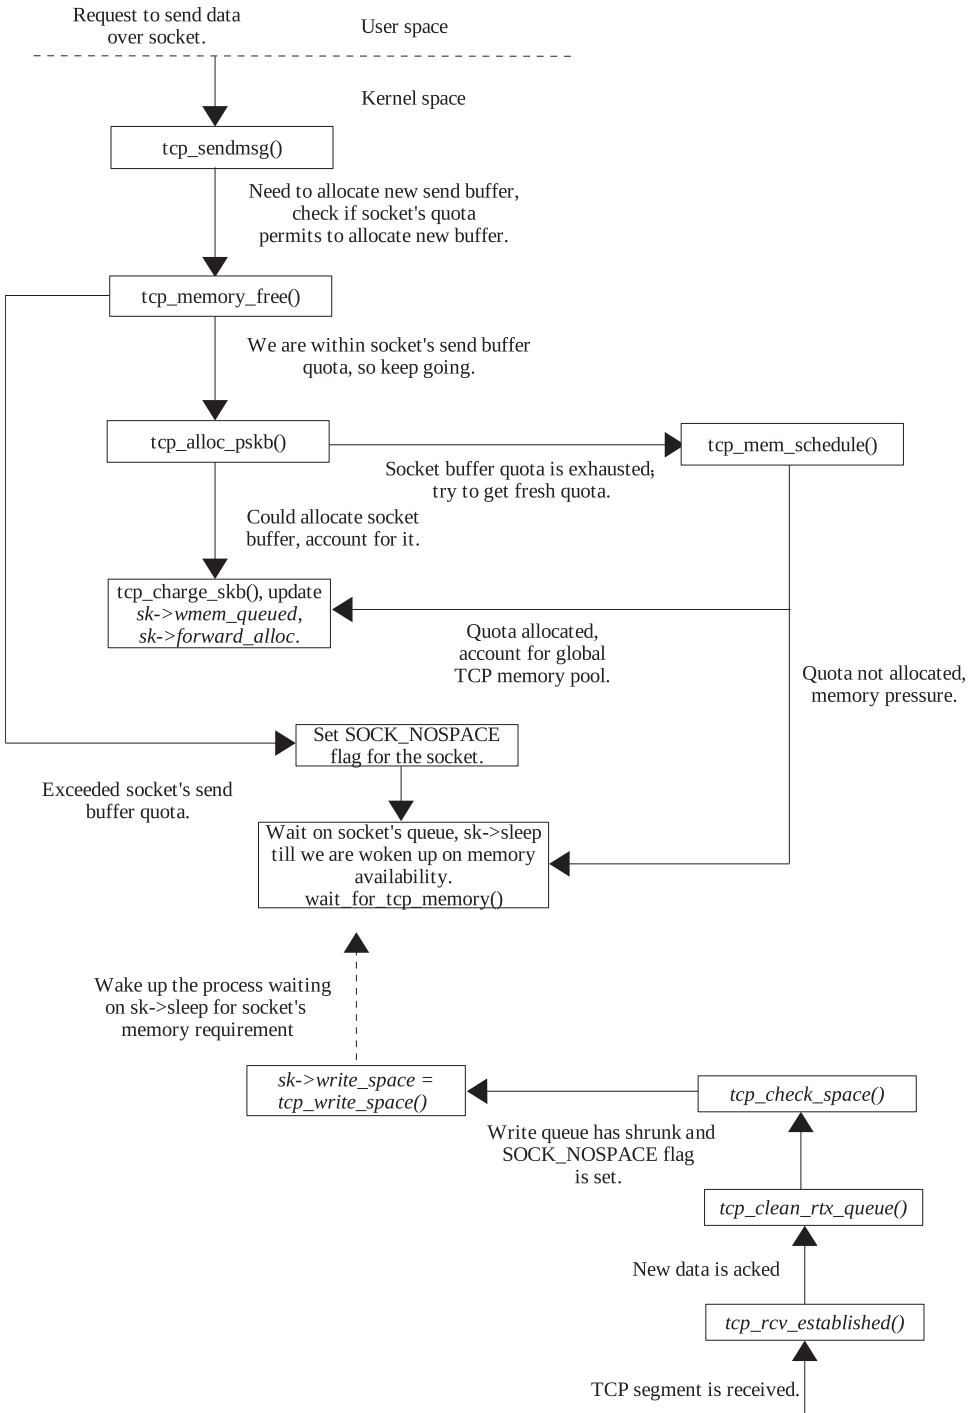 Request to send data
over socket.
User space
Kernel space
tcp_sendmsg()
Need to allocate new send buffer,
check if socket's quota
permits to allocate new buffer.
tcp_memory_free()
We are within socket's send buffer
quota, so keep going.
tcp_alloc_pskb()
tcp_mem_schedule()
Socket buffer quota is exhausted;
try to get fresh quota.
Could allocate socket
buffer, account for it.
tcp_charge_skb(), update
sk->wmem_queued,
sk->forward_alloc.
Quota allocated,
account for global
TCP memory pool.
Quota not allocated,
memory pressure.
Set SOCK_NOSPACE
flag for the socket.
Exceeded socket's send
buffer quota.
Wait on socket's queue, sk->sleep
till we are woken up on memory
availability.
wait_for_tcp_memory()
Wake up the process waiting
on sk->sleep for socket's
memory requirement
sk->write_space =
tcp_write_space()
tcp_check_space()
Write queue has shrunk and
SOCK_NOSPACE flag
is set.
tcp_clean_rtx_queue()
New data is acked
tcp_rcv_established()
TCP segment is received.